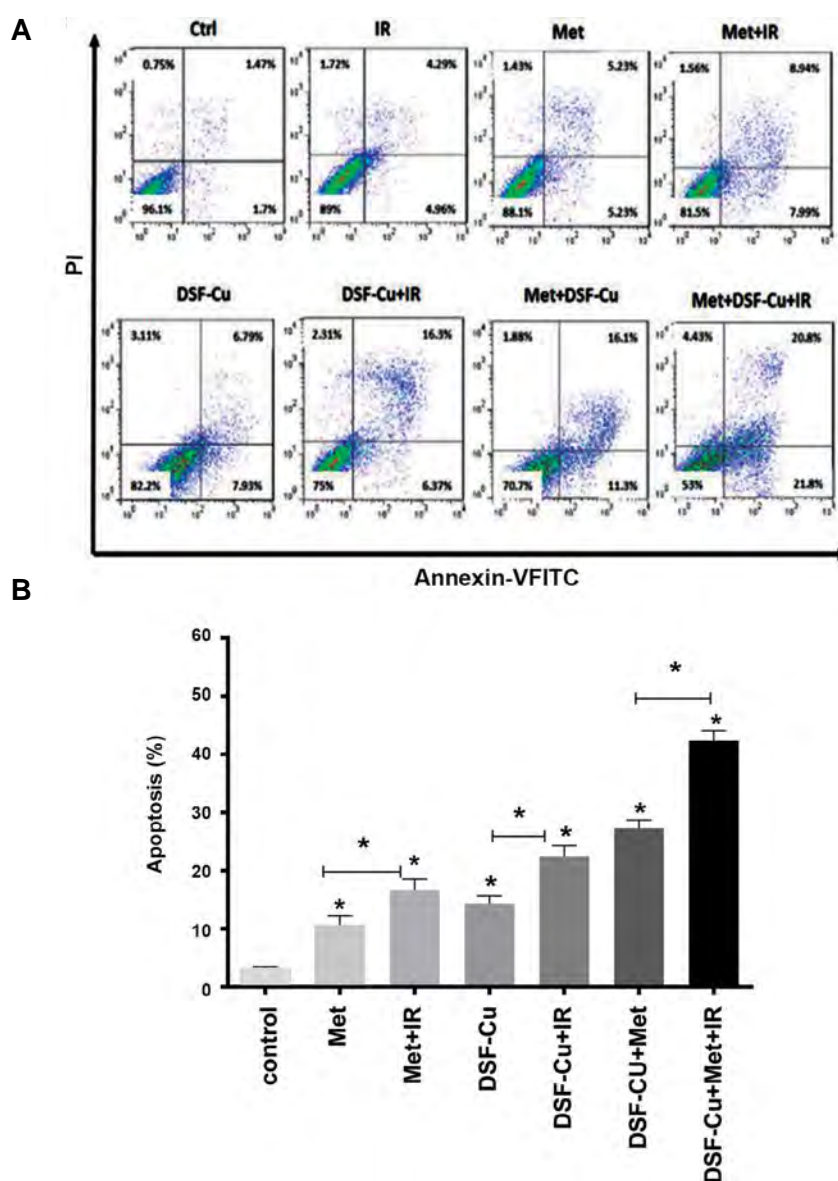 A
Ctrl IR Met Met+IR
0.75% 1.47% 1.72% 4.29% 1.43% 5.23% 1.56% 8.94%
96.1% 1.7% 89% 4.96% 88.1% 5.23% 81.5% 7.99%
DSF-Cu DSF-Cu+IR Met+DSF-Cu Met+DSF-Cu+IR
3.11% 6.79% 2.31% 16.3% 1.88% 16.1% 4.43% 20.8%
82.2% 7.93% 75% 6.37% 70.7% 11.3% 53% 21.8%
PI
Annexin-VFITC
B
60
50
40
30
20
10
0
Apoptosis (%)
* * * * * * * * *
control
Met
Met+IR
DSF-Cu
DSF-Cu+IR
DSF-CU+Met
DSF-Cu+Met+IR